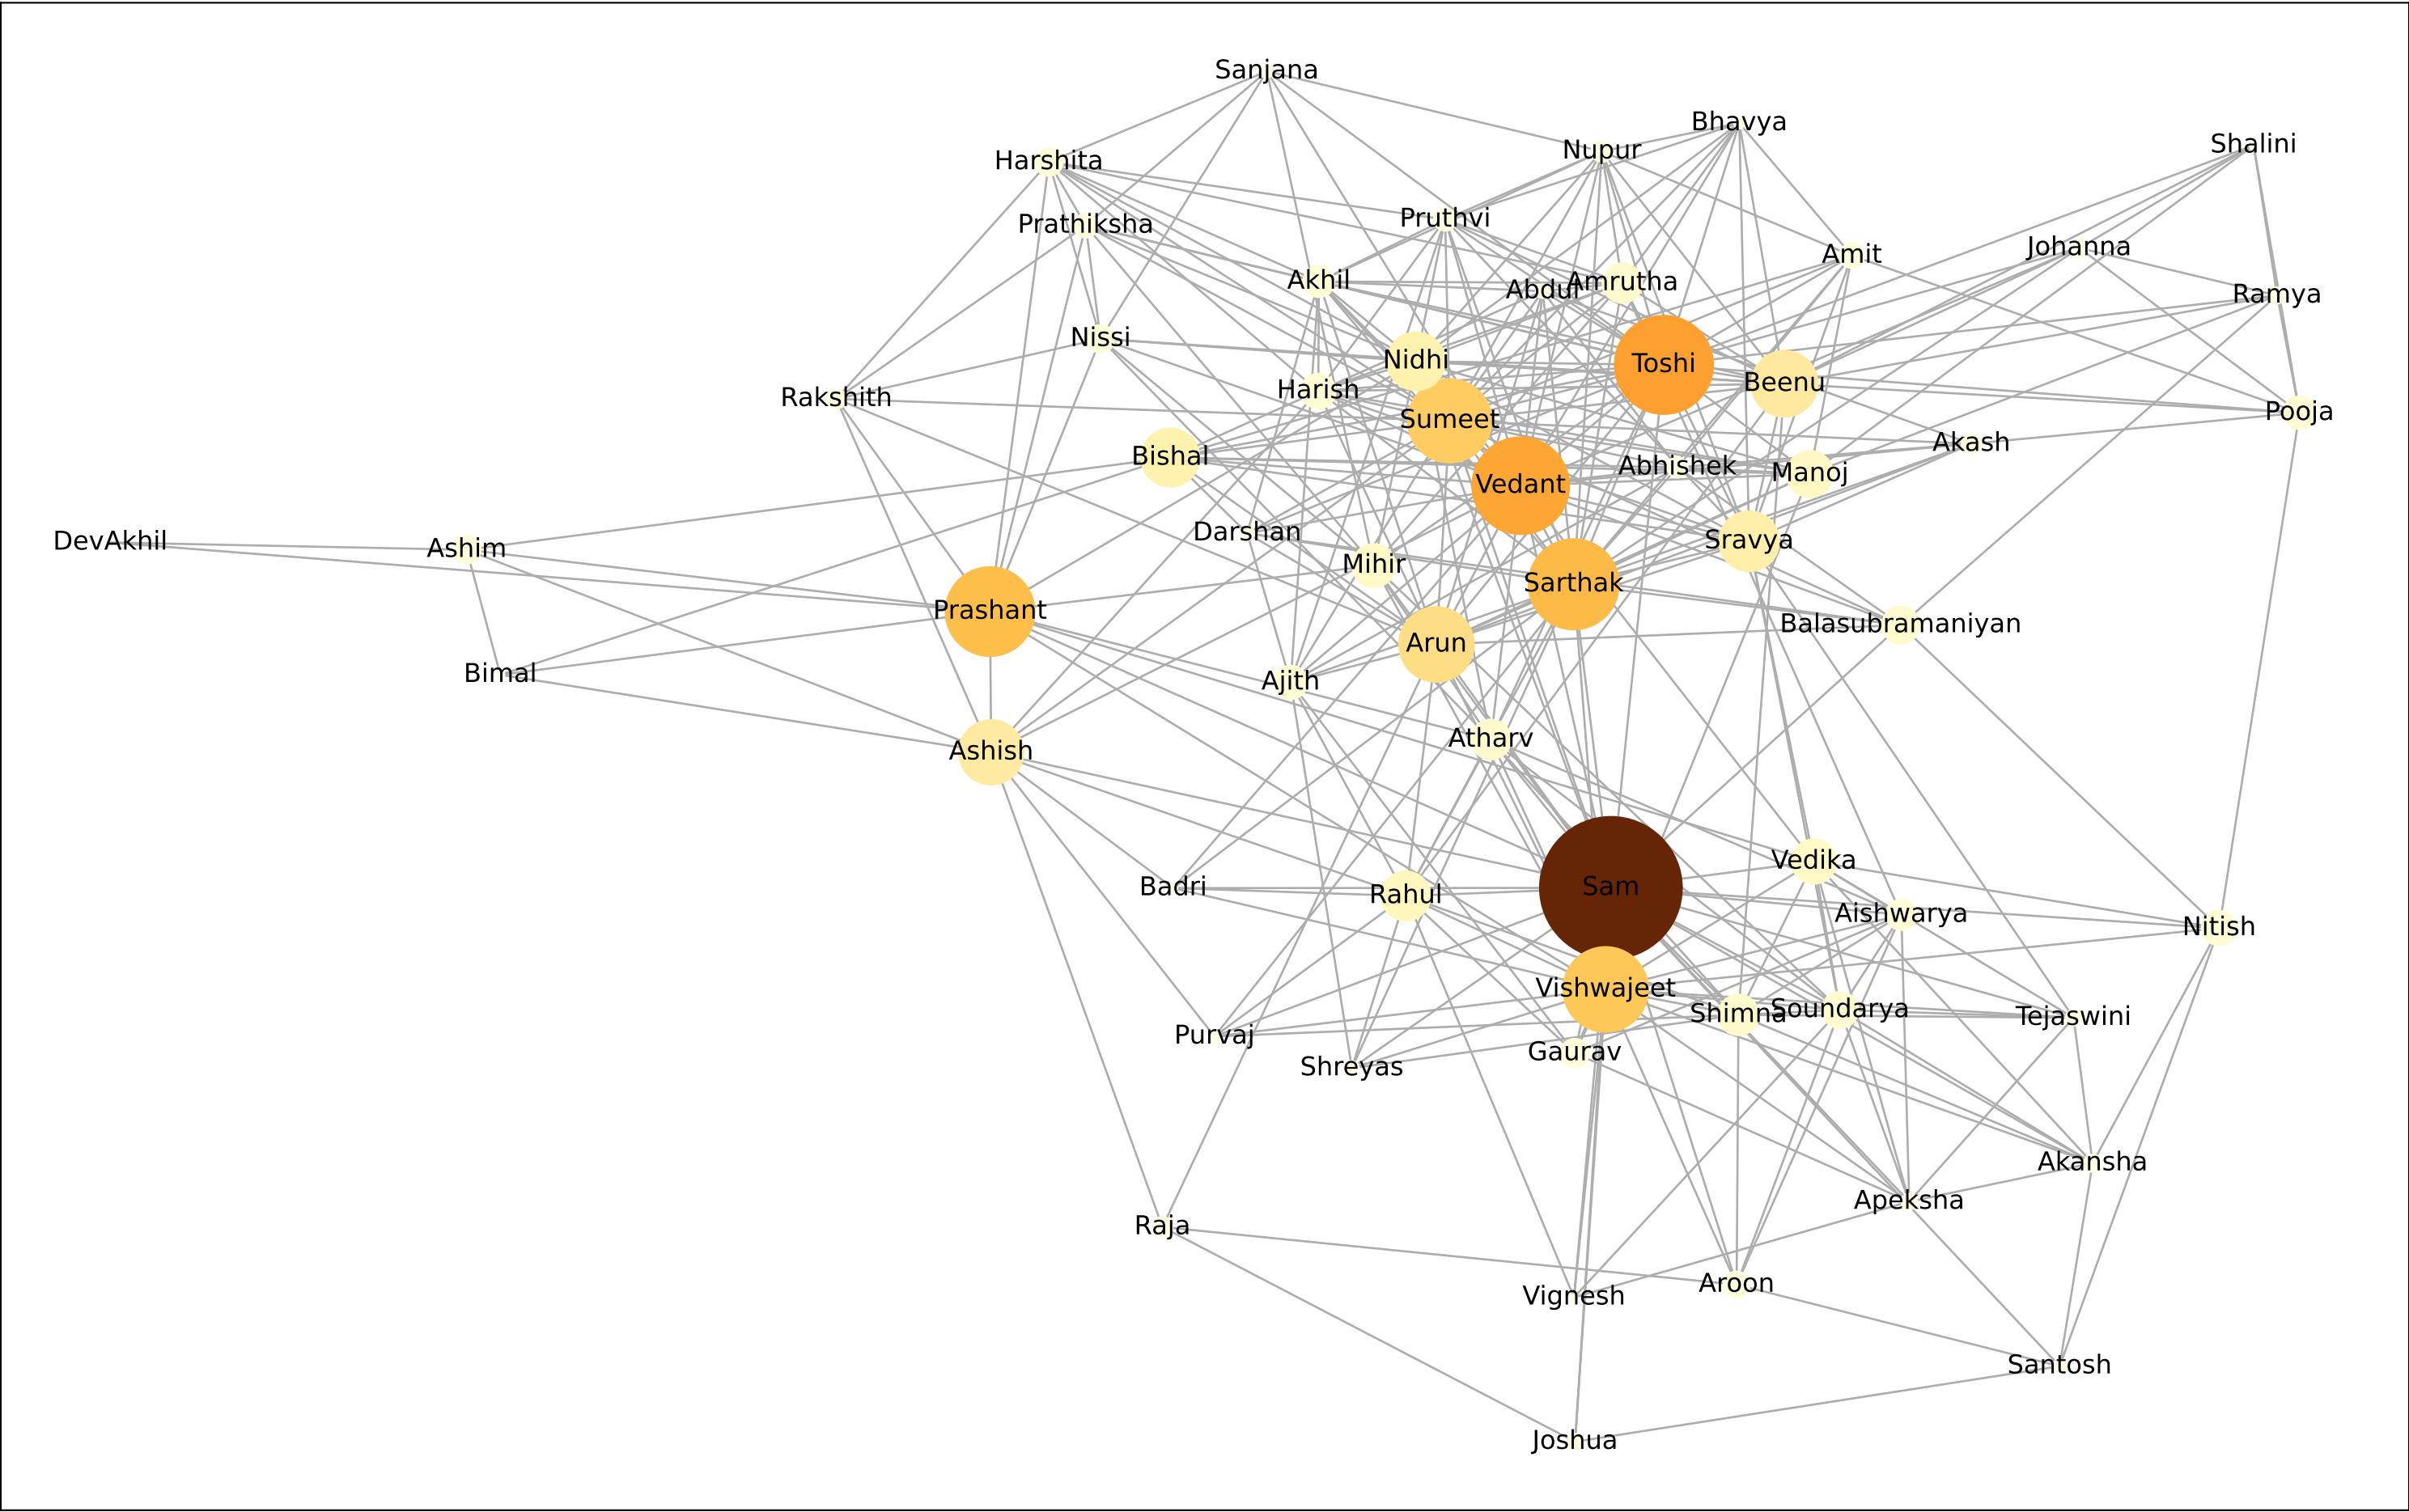 Sanjana
Bhavya
Shalini
Nupur
Harshita
Pruthvi
Prathiksha
Johanna
Amit
Akhil
Amrutha
Abdul
Ramya
Nissi
Nidhi
Toshi
Beenu
Harish
Rakshith
Pooja
Sumeet
Akash
Bishal
Abhishek
Manoj
Vedant
Darshan
Sravya
DevAkhil
Ashim
Mihir
Sarthak
Prashant
Balasubramaniyan
Arun
Bimal
Ajith
Atharv
Ashish
Vedika
Badri
Sam
Rahul
Aishwarya
Nitish
Vishwajeet
Soundarya
Shimna
Tejaswini
Purvaj
Gaurav
Shreyas
Akansha
Apeksha
Raja
Aroon
Vignesh
Santosh
Joshua